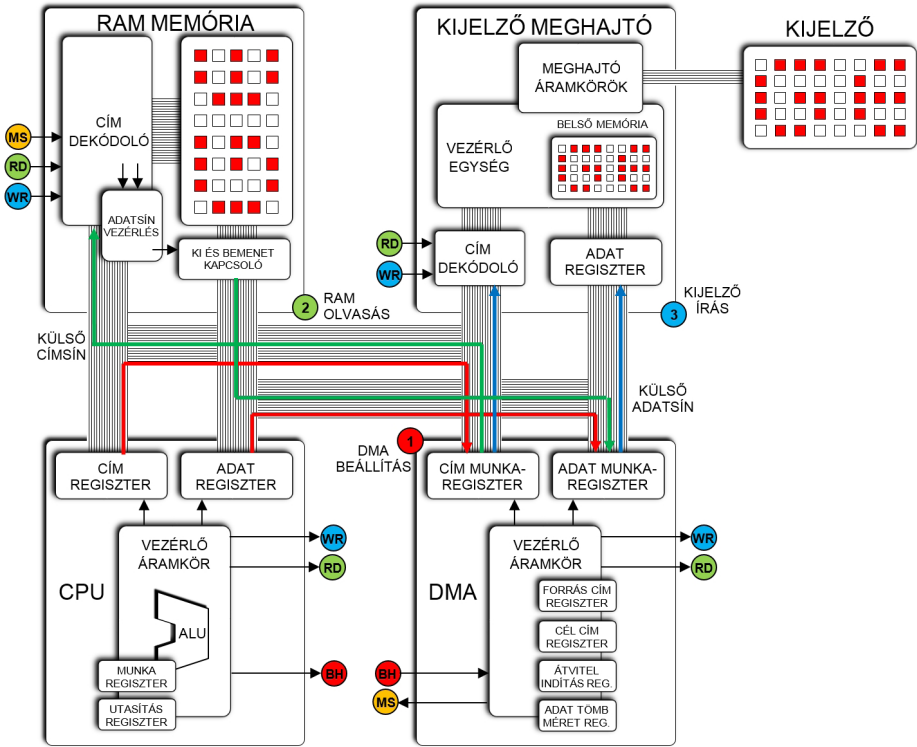 RAM MEMÓRIA
CÍM
DEKÓDOLÓ
MS
RD
WR
ADATSÍN
VEZÉRLÉS
KI ÉS BEMENET
KAPCSOLÓ
2
RAM
OLVASÁS
KIJELZŐ MEGHAJTÓ
MEGHAJTÓ
ÁRAMKÖRÖK
BELSŐ MEMÓRIA
VEZÉRLŐ
EGYSÉG
RD
WR
CÍM
DEKÓDOLÓ
ADAT
REGISZTER
3
KIJELZŐ
ÍRÁS
KIJELZŐ
KÜLSŐ
CÍMSÍN
KÜLSŐ
ADATSÍN
1
DMA
BEÁLLÍTÁS
CÍM
REGISZTER
ADAT
REGISZTER
VEZÉRLŐ
ÁRAMKÖR
CPU
ALU
MUNKA
REGISZTER
UTASÍTÁS
REGISZTER
WR
RD
BH
CÍM MUNKA-
REGISZTER
ADAT MUNKA-
REGISZTER
VEZÉRLŐ
ÁRAMKÖR
DMA
FORRÁS CÍM
REGISZTER
CÉL CÍM
REGISZTER
ÁTVITEL
INDÍTÁS REG.
ADAT TÖMB
MÉRET REG.
WR
RD
BH
MS